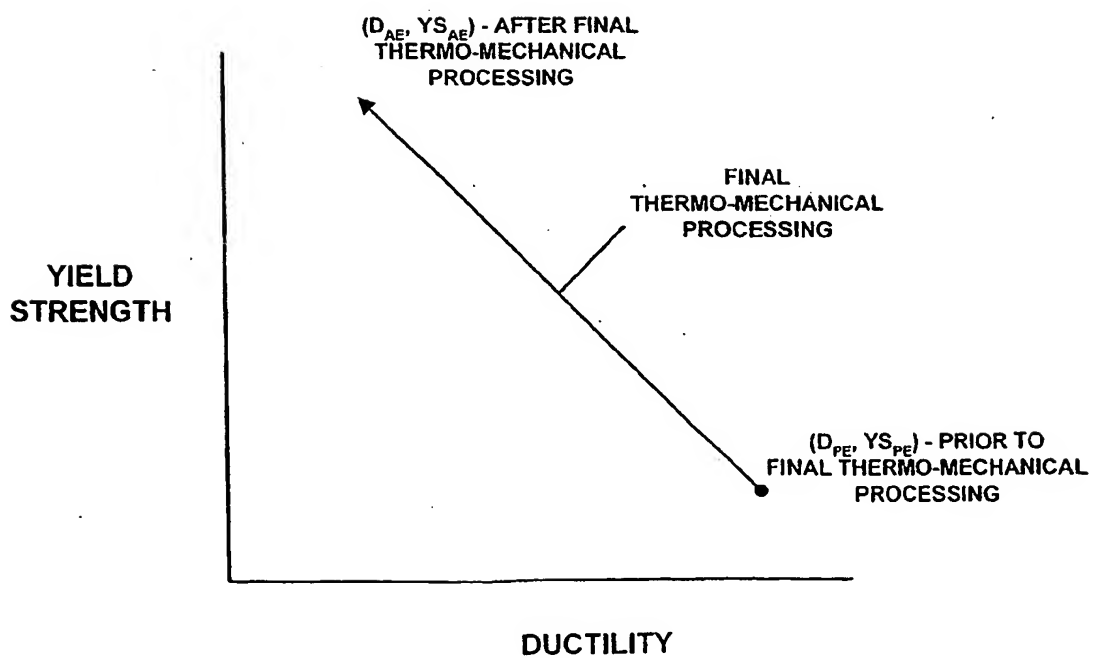 (D_AE, YS_AE) - AFTER FINAL
THERMO-MECHANICAL
PROCESSING
FINAL
THERMO-MECHANICAL
PROCESSING
YIELD
STRENGTH
(D_PE, YS_PE) - PRIOR TO
FINAL THERMO-MECHANICAL
PROCESSING
DUCTILITY